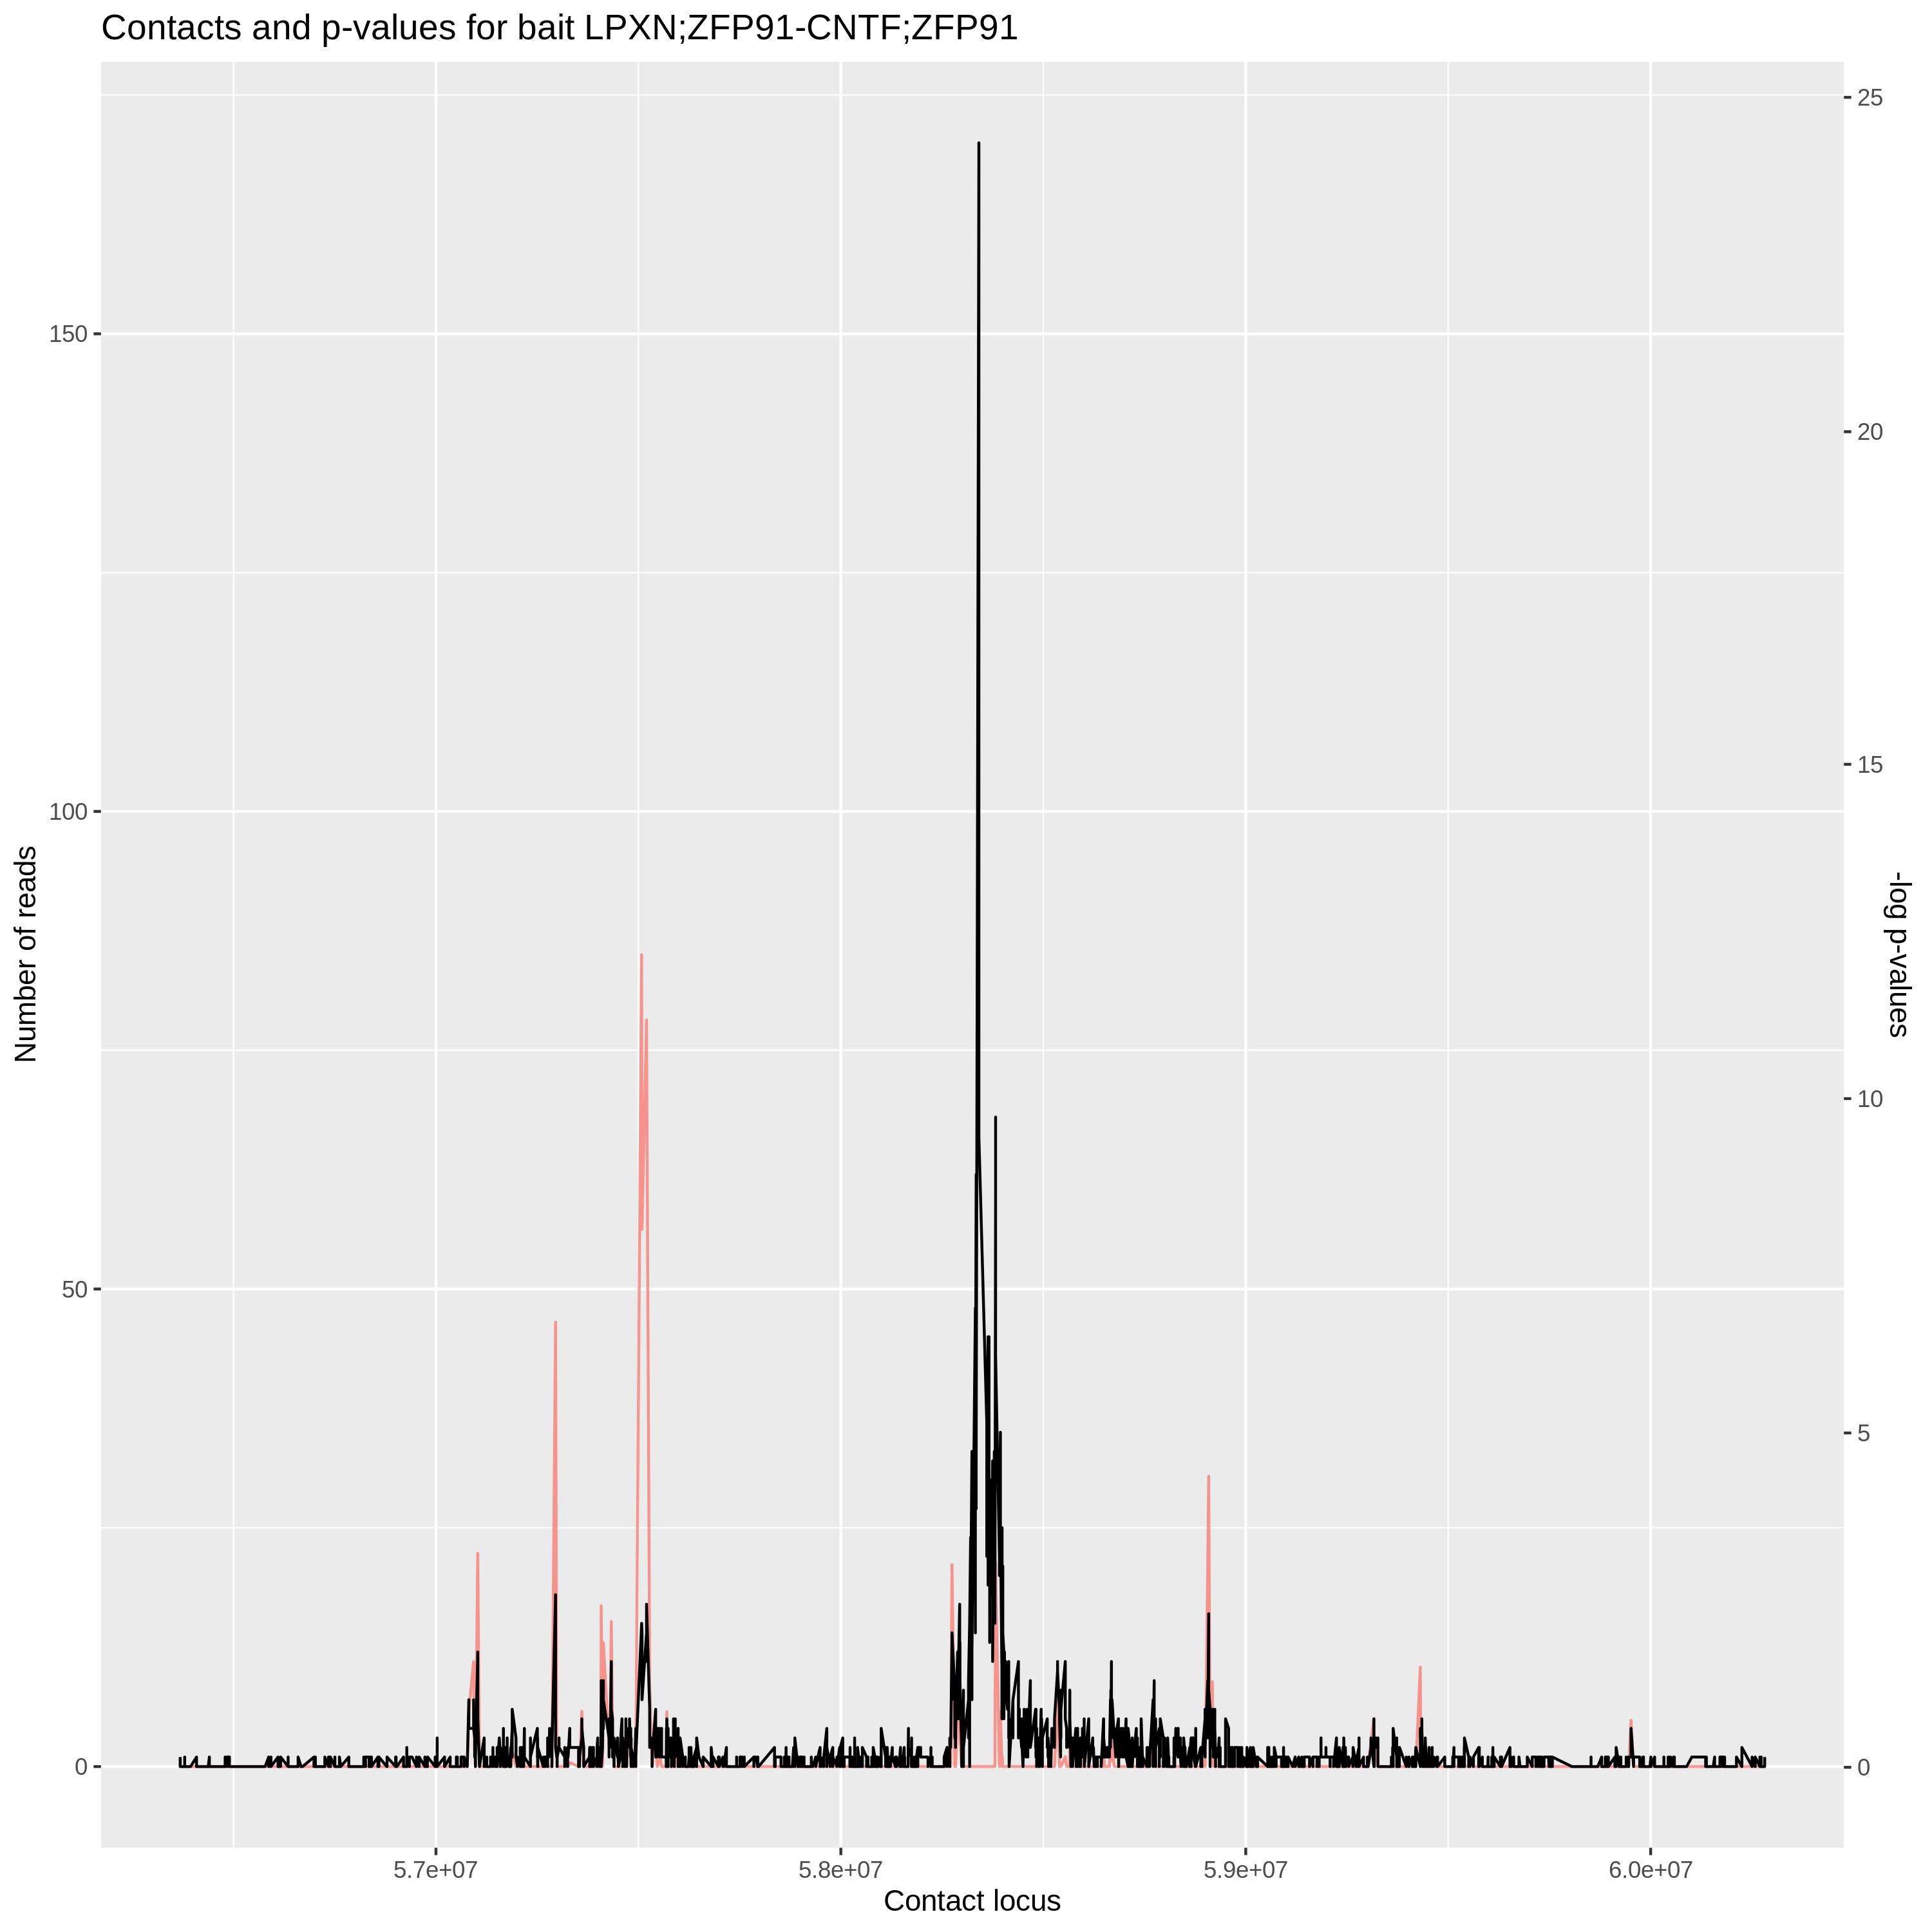 Contacts and p-values for bait LPXN;ZFP91-CNTF;ZFP91
Number of reads
150
100
50
0
25
20
15
10
5
0
-log p-values
5.7e+07 5.8e+07 5.9e+07 6.0e+07
Contact locus